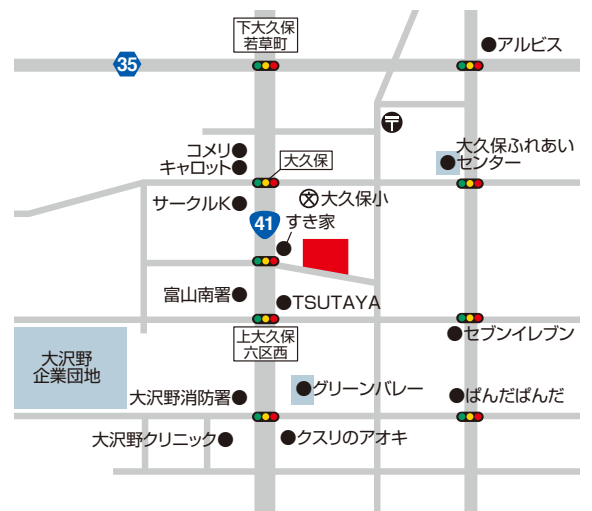 下大久保
若草町
アルビス
35
コメリ
キャロット
大久保
大久保ふれあい
センター
サークルK
大久保小
文
41
すき家
富山南署
TSUTAYA
上大久保
六区西
セブンイレブン
大沢野
企業団地
グリーンバレー
大沢野消防署
ぱんだぱんだ
大沢野クリニック
クスリのアオキ